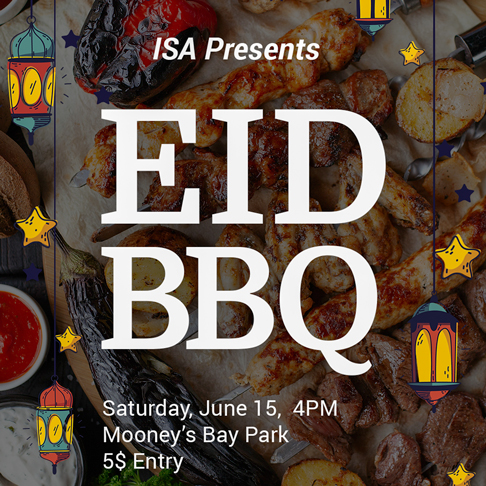 ISA Presents
EID
BBQ
Saturday, June 15, 4PM
Mooney's Bay Park
5$ Entry